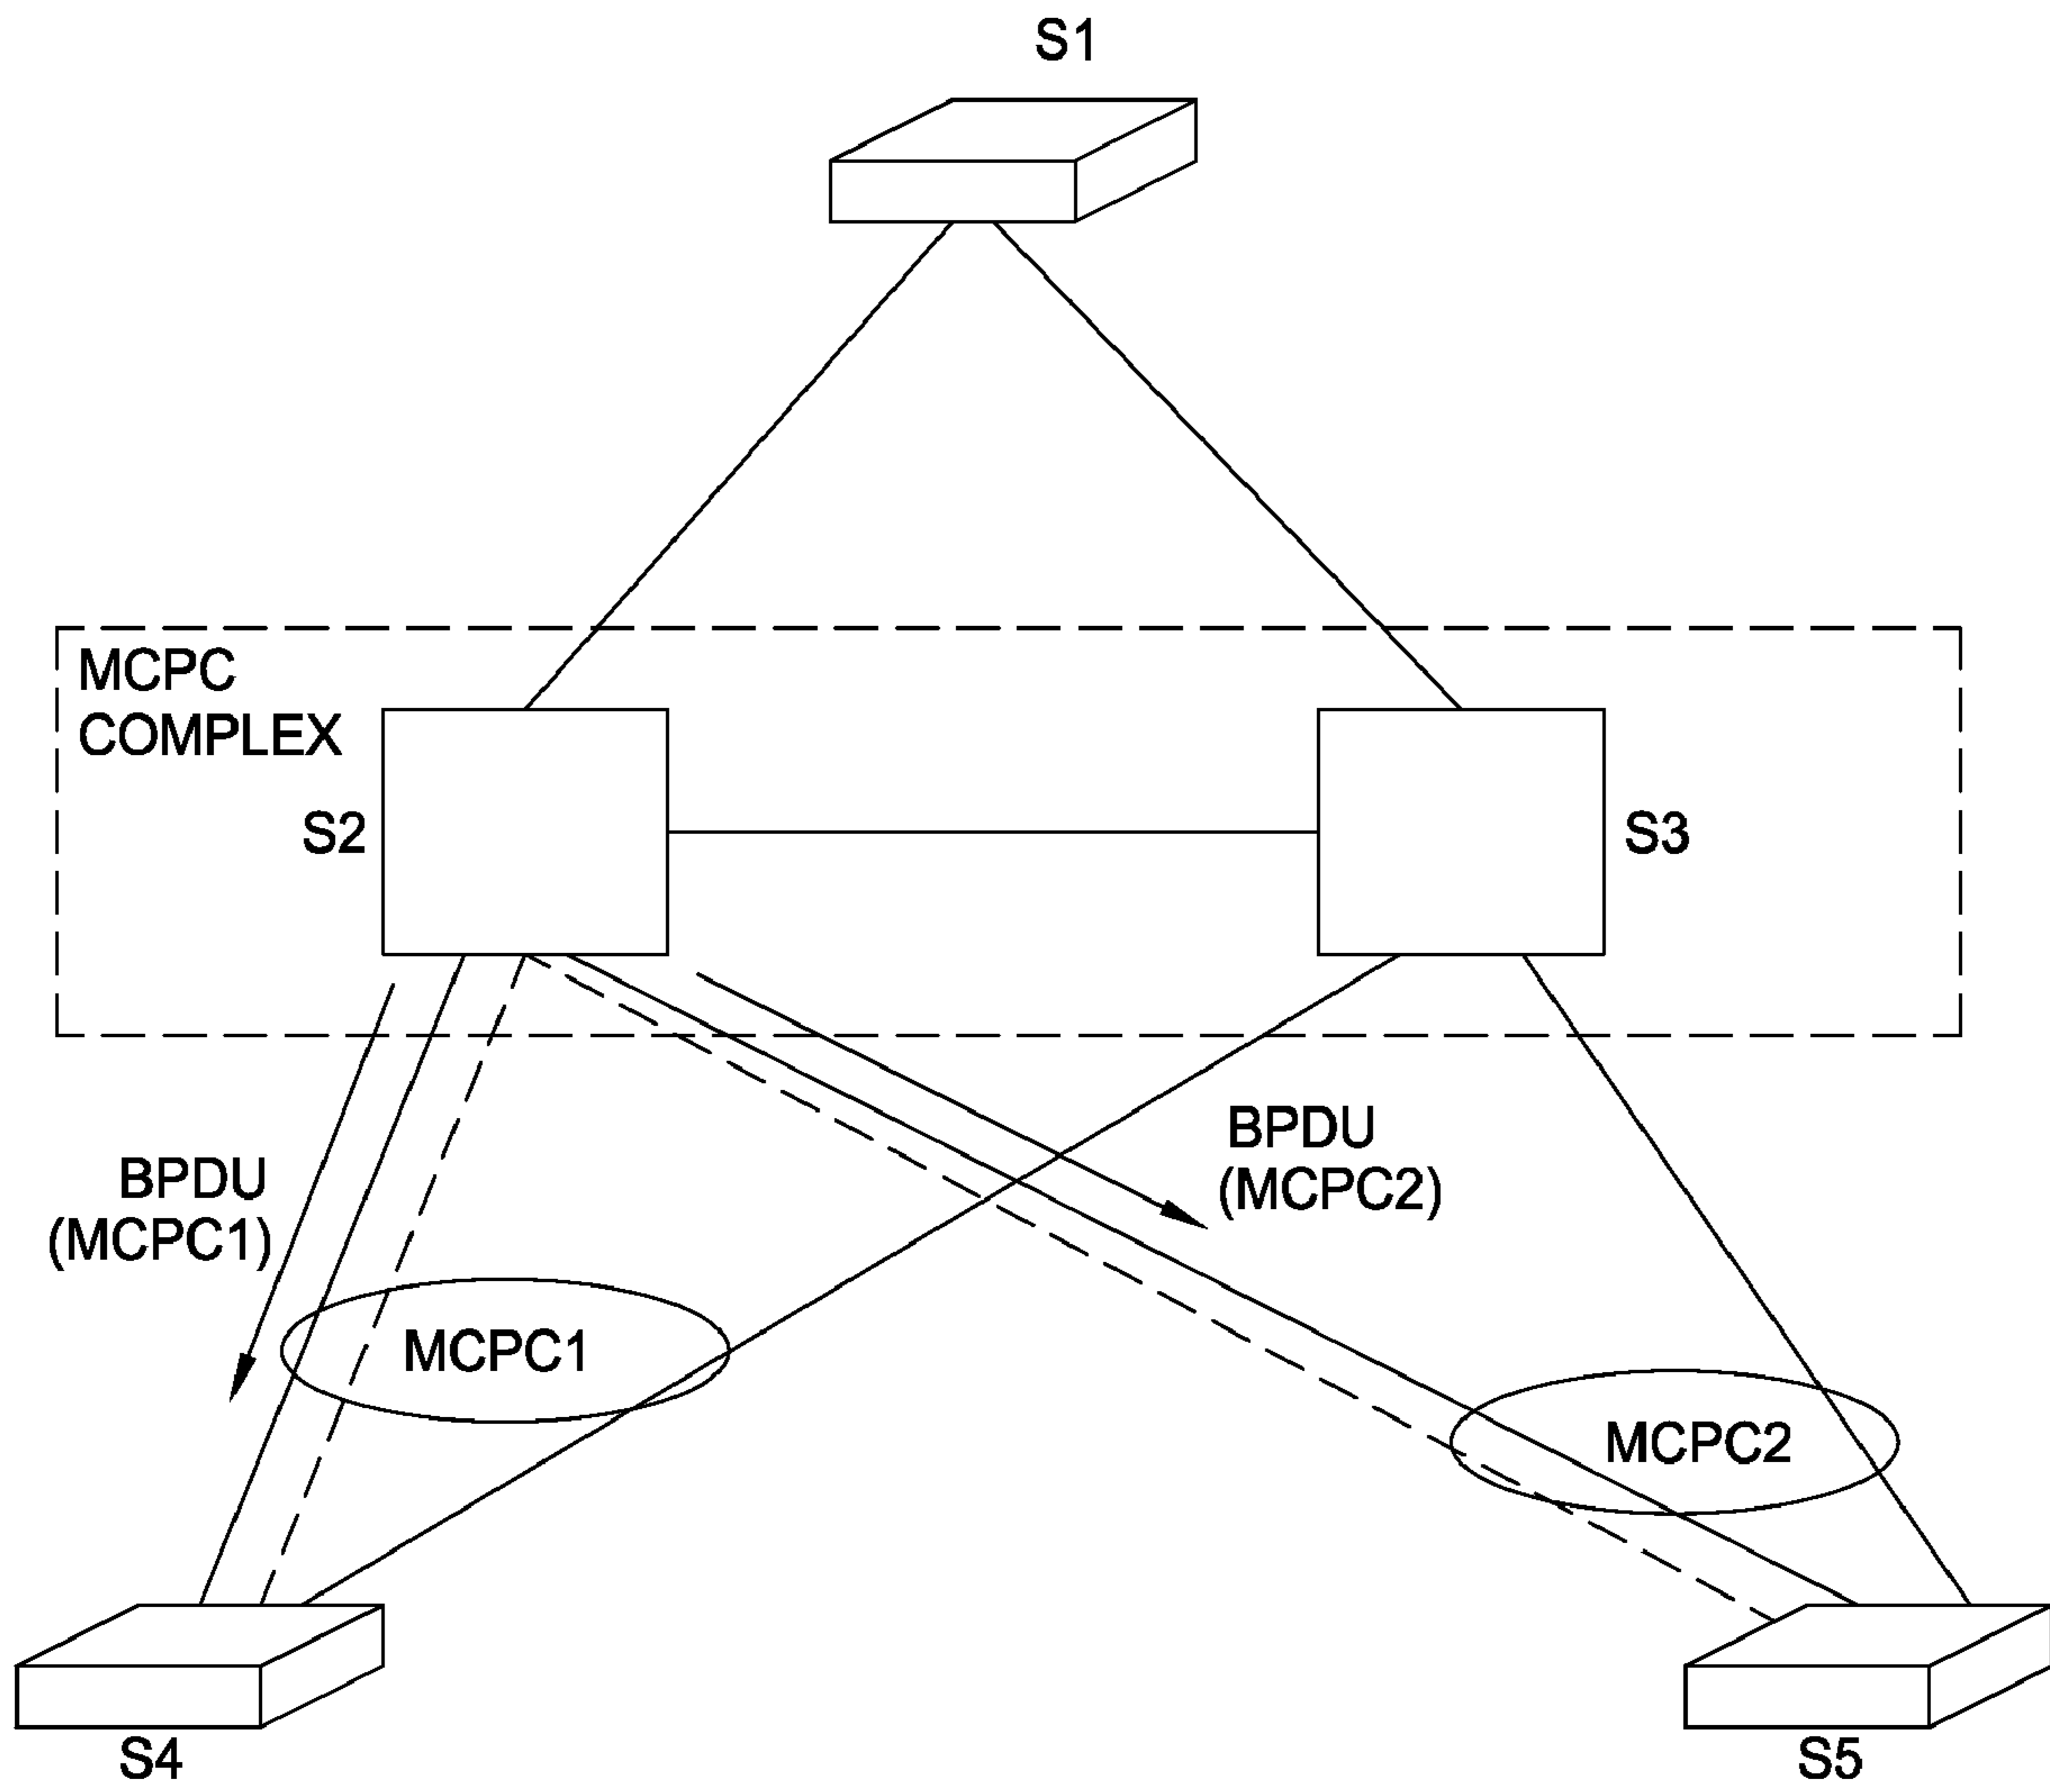 S1
MCPC
COMPLEX
S2
S3
BPDU
(MCPC1)
BPDU
(MCPC2)
MCPC1
MCPC2
S4
S5